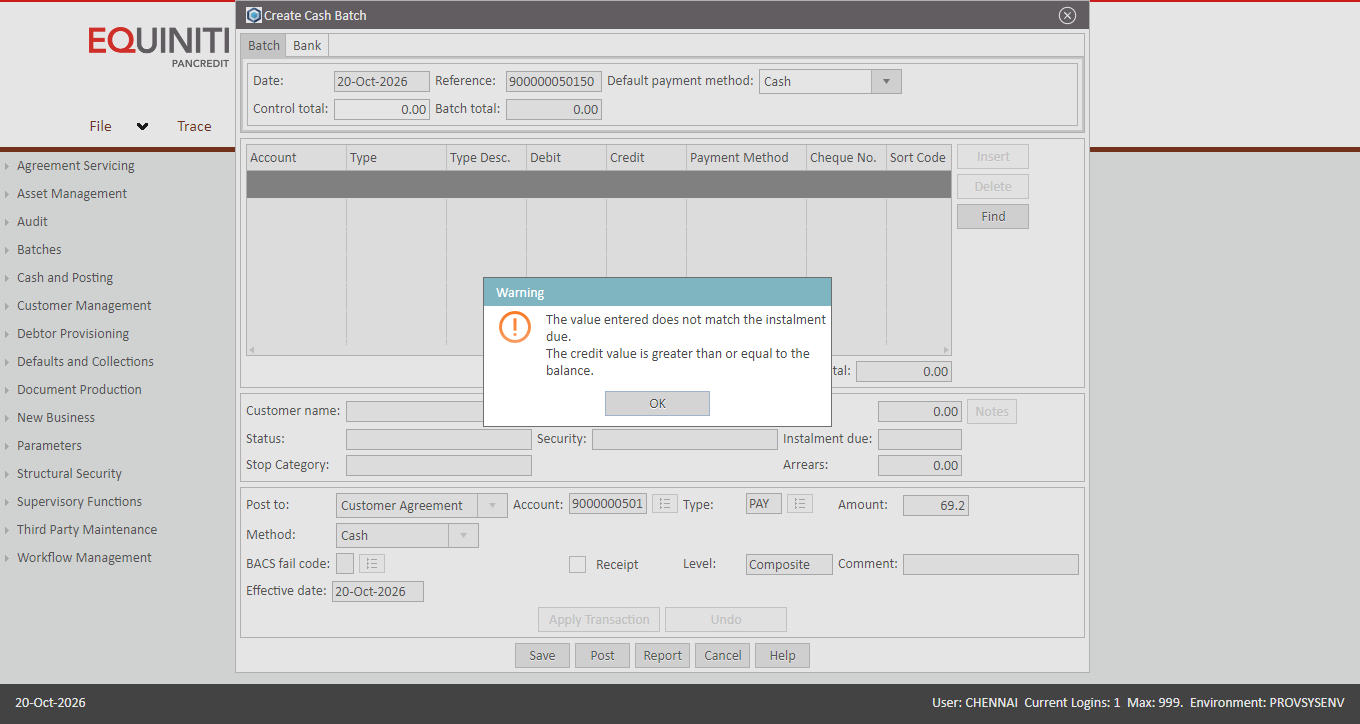 Create Cash Batch
EQUINITI
PANCREDIT
File Trace
Batch Bank
Date: 20-Oct-2026 Reference: 900000050150 Default payment method: Cash
Control total: 0.00 Batch total: 0.00
Agreement Servicing
Asset Management
Audit
Batches
Cash and Posting
Customer Management
Debtor Provisioning
Defaults and Collections
Document Production
New Business
Parameters
Structural Security
Supervisory Functions
Third Party Maintenance
Workflow Management
Account Type Type Desc. Debit Credit Payment Method Cheque No. Sort Code
Insert
Delete
Find
Warning
The value entered does not match the instalment
due.
The credit value is greater than or equal to the
balance.
OK
tal: 0.00
Customer name: 0.00 Notes
Status: Security: Instalment due:
Stop Category: Arrears: 0.00
Post to: Customer Agreement Account: 9000000501 Type: PAY Amount: 69.2
Method: Cash
BACS fail code: Receipt Level: Composite Comment:
Effective date: 20-Oct-2026
Apply Transaction Undo
Save Post Report Cancel Help
20-Oct-2026 User: CHENNAI Current Logins: 1 Max: 999. Environment: PROVSYSENV